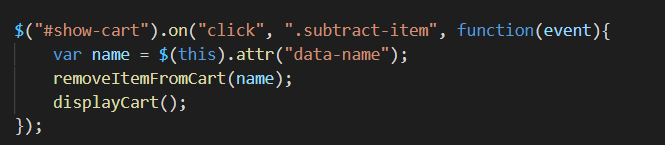 $("#show-cart").on("click", ".subtract-item", function(event){
    var name = $(this).attr("data-name");
    removeItemFromCart(name);
    displayCart();
});